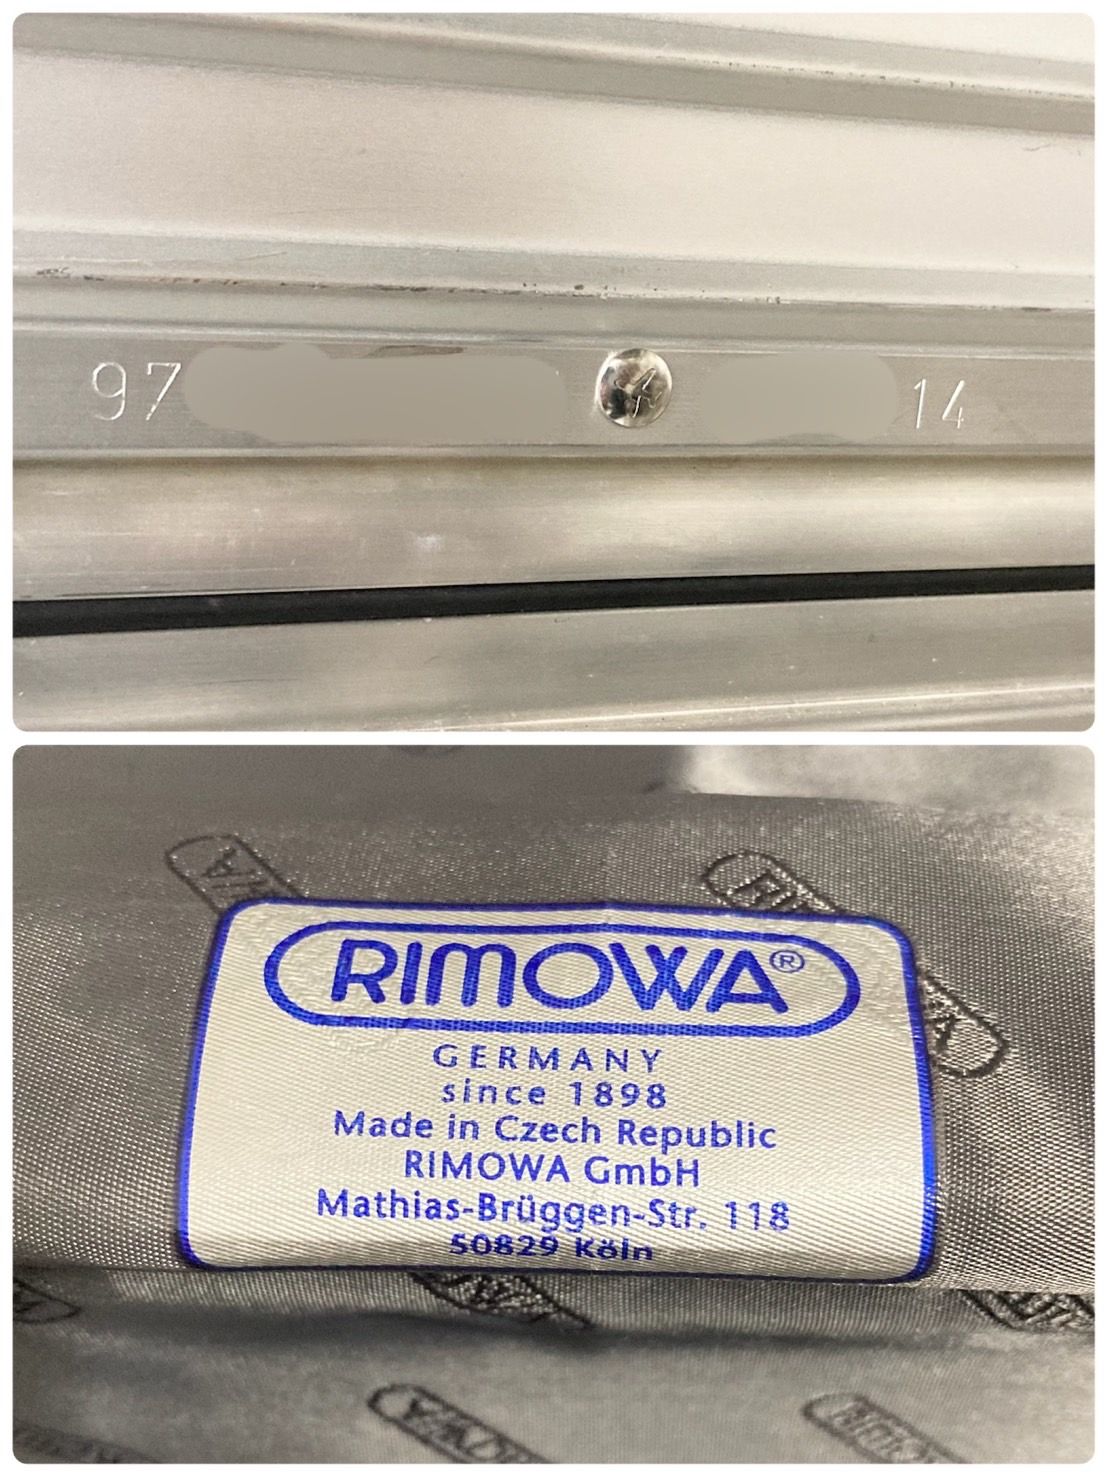 97 14
RIMOWA®
GERMANY
since 1898
Made in Czech Republic
RIMOWA GmbH
Mathias-Brüggen-Str. 118
50829 Köln